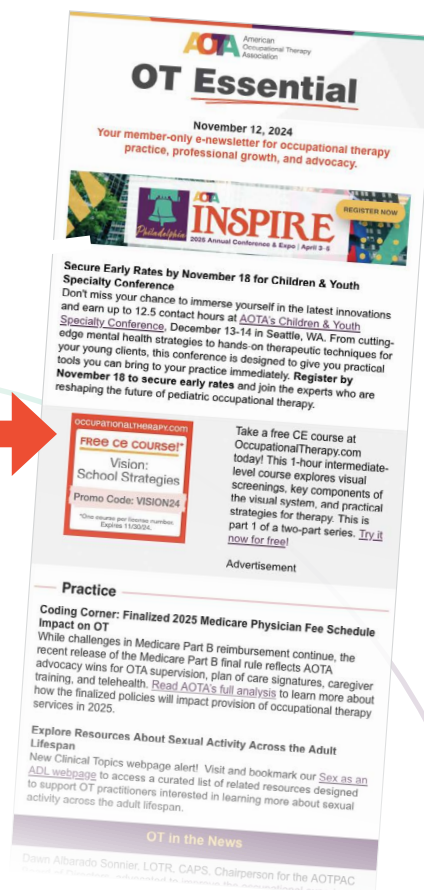 AOTA
American
Occupational Therapy
Association
OT Essential
November 12, 2024
Your member-only e-newsletter for occupational therapy
practice, professional growth, and advocacy.
Philadelphia
AOTA
INSPIRE
2025 Annual Conference & Expo | April 3-5
REGISTER NOW
Secure Early Rates by November 18 for Children & Youth
Specialty Conference
Don't miss your chance to immerse yourself in the latest innovations
and earn up to 12.5 contact hours at AOTA's Children & Youth
Specialty Conference, December 13-14 in Seattle, WA. From cutting-
edge mental health strategies to hands-on therapeutic techniques for
your young clients, this conference is designed to give you practical
tools you can bring to your practice immediately. Register by
November 18 to secure early rates and join the experts who are
reshaping the future of pediatric occupational therapy.
OCCUPATIONALTHERAPY.COM
FREE CE COURSE!*
Vision:
School Strategies
Promo Code: VISION24
*One course per license number.
Expires 11/30/24.
Take a free CE course at
OccupationalTherapy.com
today! This 1-hour intermediate-
level course explores visual
screenings, key components of
the visual system, and practical
strategies for therapy. This is
part 1 of a two-part series. Try it
now for free!
Advertisement
Practice
Coding Corner: Finalized 2025 Medicare Physician Fee Schedule
Impact on OT
While challenges in Medicare Part B reimbursement continue, the
recent release of the Medicare Part B final rule reflects AOTA
advocacy wins for OTA supervision, plan of care signatures, caregiver
training, and telehealth. Read AOTA's full analysis to learn more about
how the finalized policies will impact provision of occupational therapy
services in 2025.
Explore Resources About Sexual Activity Across the Adult
Lifespan
New Clinical Topics webpage alert! Visit and bookmark our Sex as an
ADL webpage to access a curated list of related resources designed
to support OT practitioners interested in learning more about sexual
activity across the adult lifespan.
OT in the News
Dawn Albarado Sonnier, LOTR, CAPS, Chairperson for the AOTPAC